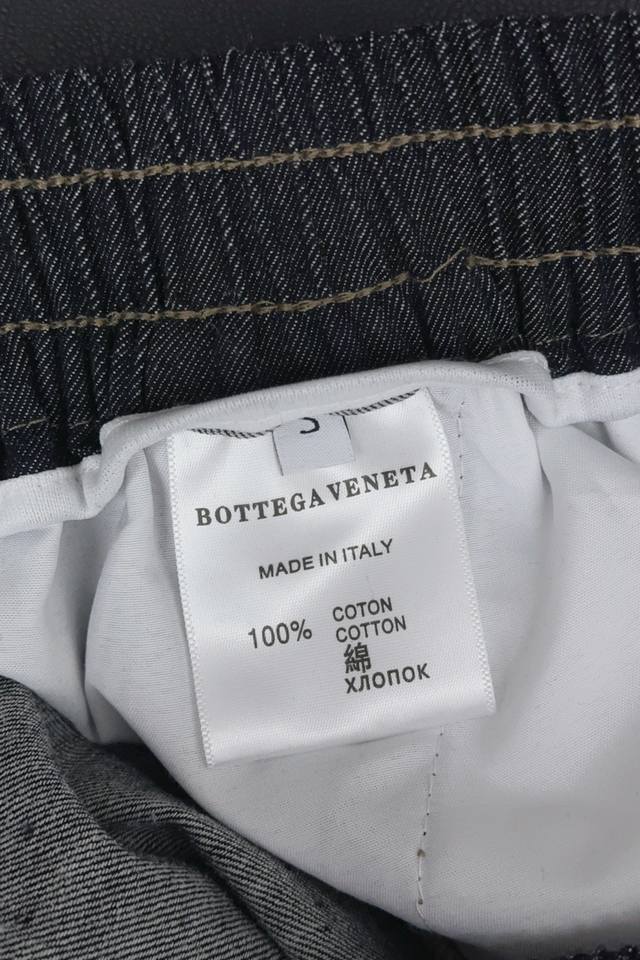 BOTTEGA VENETA
MADE IN ITALY
100% COTON
COTTON
綿
ХЛОПОК